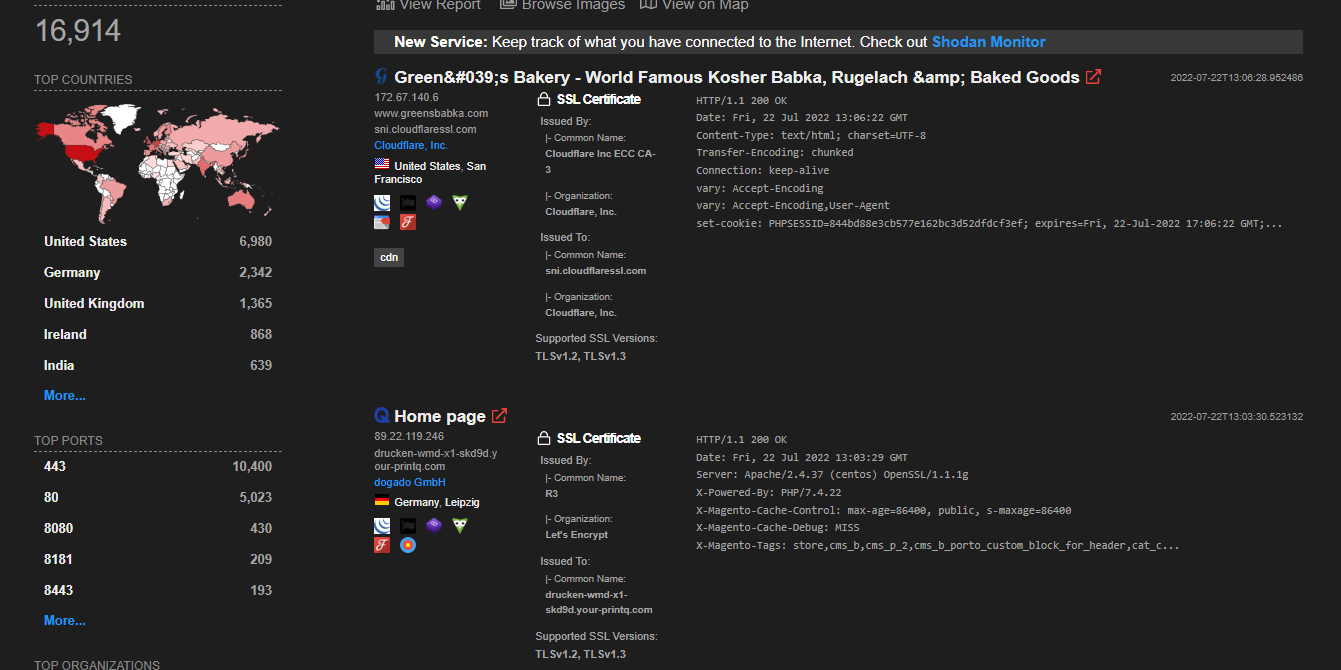 View Report Browse Images View on Map
16,914
New Service: Keep track of what you have connected to the Internet. Check out Shodan Monitor
TOP COUNTRIES
United States 6,980
Germany 2,342
United Kingdom 1,365
Ireland 868
India 639
More...
TOP PORTS
443 10,400
80 5,023
8080 430
8181 209
8443 193
More...
TOP ORGANIZATIONS
Green&#039;s Bakery - World Famous Kosher Babka, Rugelach &amp; Baked Goods
2022-07-22T13:06:28.952486
172.67.140.6
www.greensbabka.com
sni.cloudflaressl.com
Cloudflare, Inc.
United States, San
Francisco
cdn
SSL Certificate
Issued By:
|- Common Name:
Cloudflare Inc ECC CA-
3
|- Organization:
Cloudflare, Inc.
Issued To:
|- Common Name:
sni.cloudflaressl.com
|- Organization:
Cloudflare, Inc.
Supported SSL Versions:
TLSv1.2, TLSv1.3
HTTP/1.1 200 OK
Date: Fri, 22 Jul 2022 13:06:22 GMT
Content-Type: text/html; charset=UTF-8
Transfer-Encoding: chunked
Connection: keep-alive
vary: Accept-Encoding
vary: Accept-Encoding,User-Agent
set-cookie: PHPSESSID=844bd88e3cb577e162bc3d52dfdcf3ef; expires=Fri, 22-Jul-2022 17:06:22 GMT;...
Home page
2022-07-22T13:03:30.523132
89.22.119.246
drucken-wmd-x1-skd9d.y
our-printq.com
dogado GmbH
Germany, Leipzig
SSL Certificate
Issued By:
|- Common Name:
R3
|- Organization:
Let's Encrypt
Issued To:
|- Common Name:
drucken-wmd-x1-
skd9d.your-printq.com
Supported SSL Versions:
TLSv1.2, TLSv1.3
HTTP/1.1 200 OK
Date: Fri, 22 Jul 2022 13:03:29 GMT
Server: Apache/2.4.37 (centos) OpenSSL/1.1.1g
X-Powered-By: PHP/7.4.22
X-Magento-Cache-Control: max-age=86400, public, s-maxage=86400
X-Magento-Cache-Debug: MISS
X-Magento-Tags: store,cms_b,cms_p_2,cms_b_porto_custom_block_for_header,cat_c...